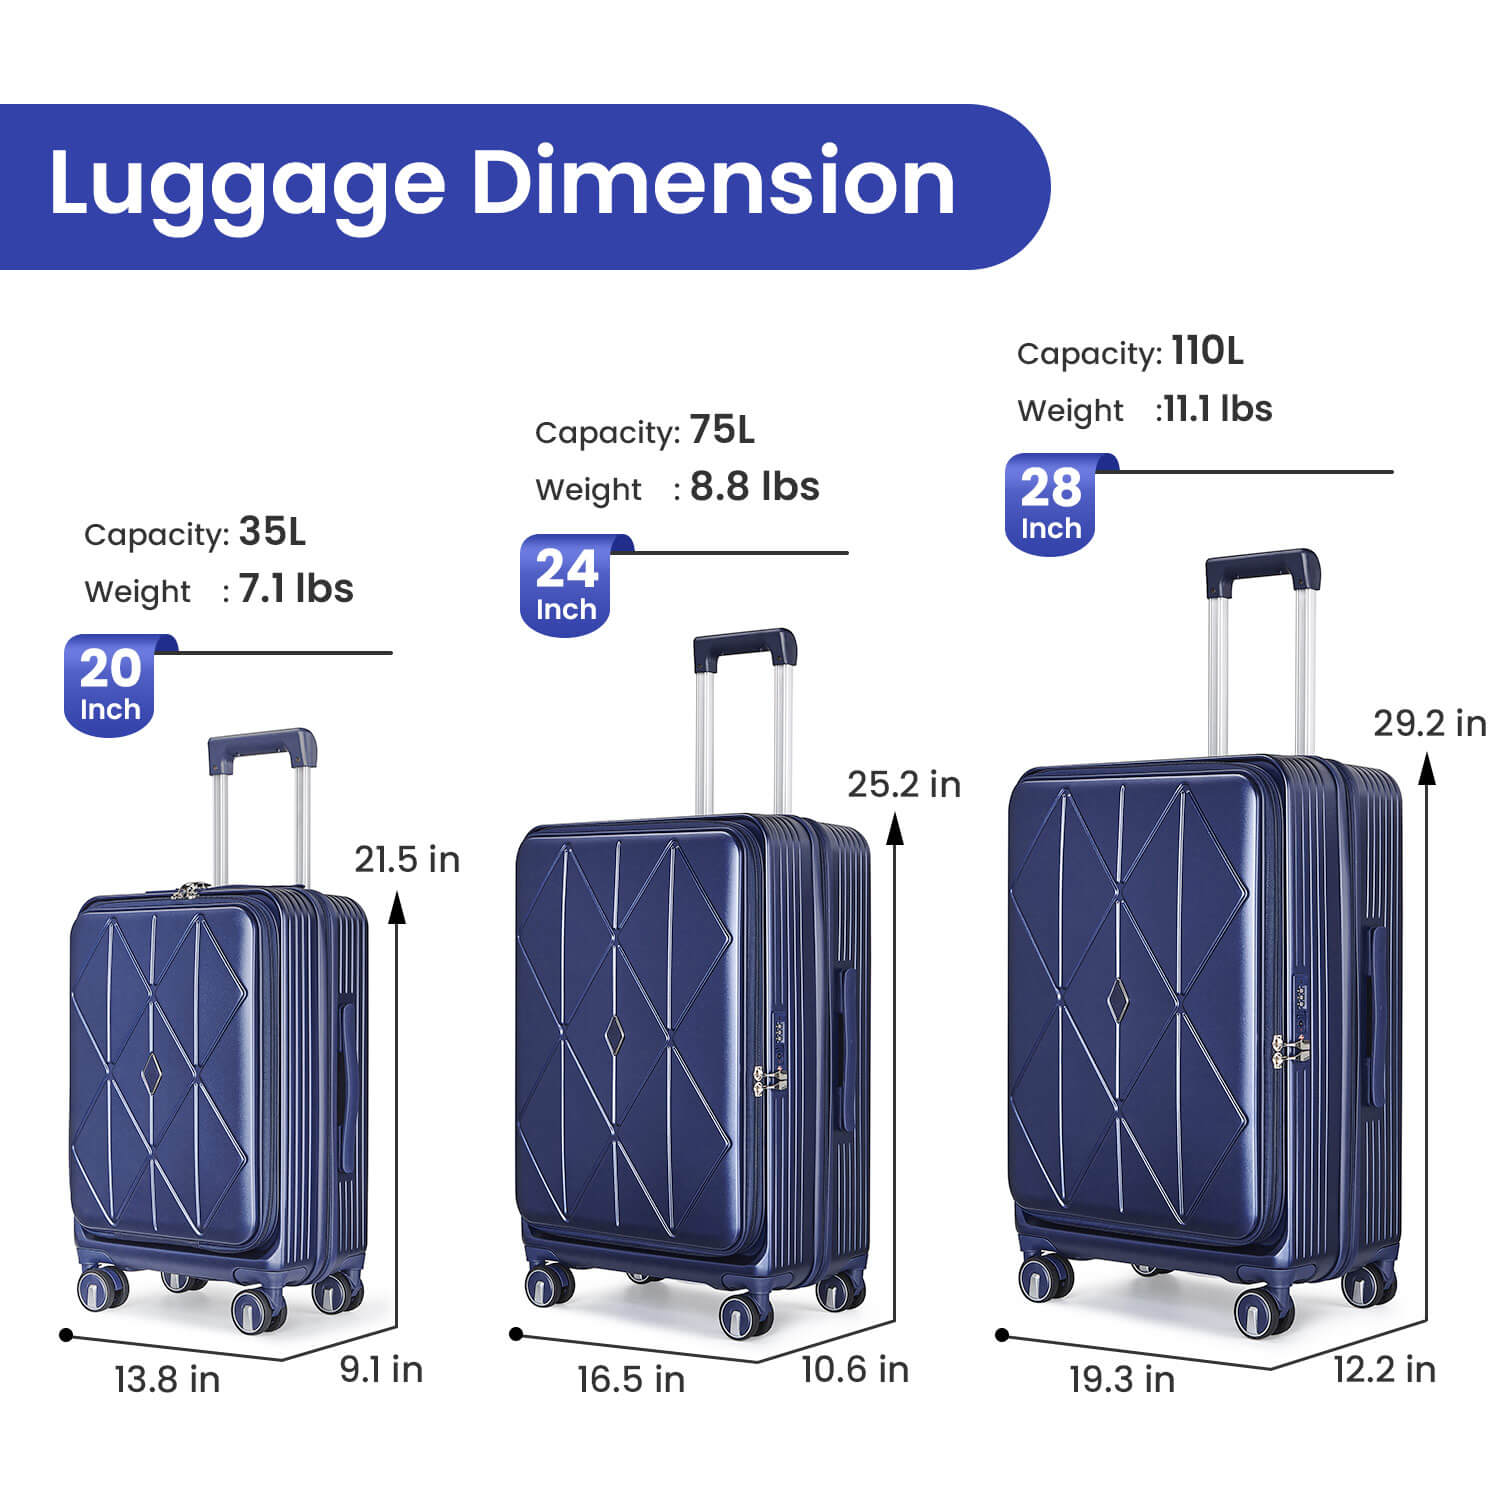 Luggage Dimension
Capacity: 35L
Weight : 7.1 lbs
20
Inch
21.5 in
13.8 in
9.1 in
Capacity: 75L
Weight : 8.8 lbs
24
Inch
25.2 in
16.5 in
10.6 in
Capacity: 110L
Weight :11.1 lbs
28
Inch
29.2 in
19.3 in
12.2 in